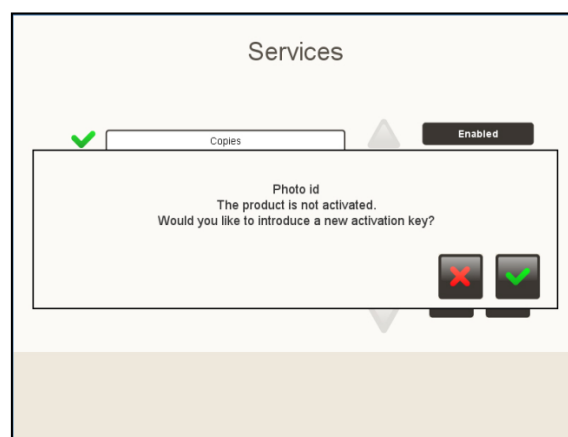 Services
Copies
Enabled
Photo id
The product is not activated.
Would you like to introduce a new activation key?